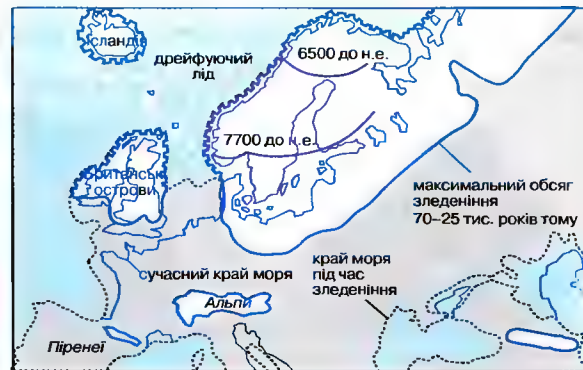 Ісландія
дрейфуючий
лід
6500 до н.е.
7700 до н.е.
Британські
острови
максимальний обсяг
зледеніння
70–25 тис. років тому
сучасний край моря
край моря
під час
зледеніння
Альпи
Піренеї